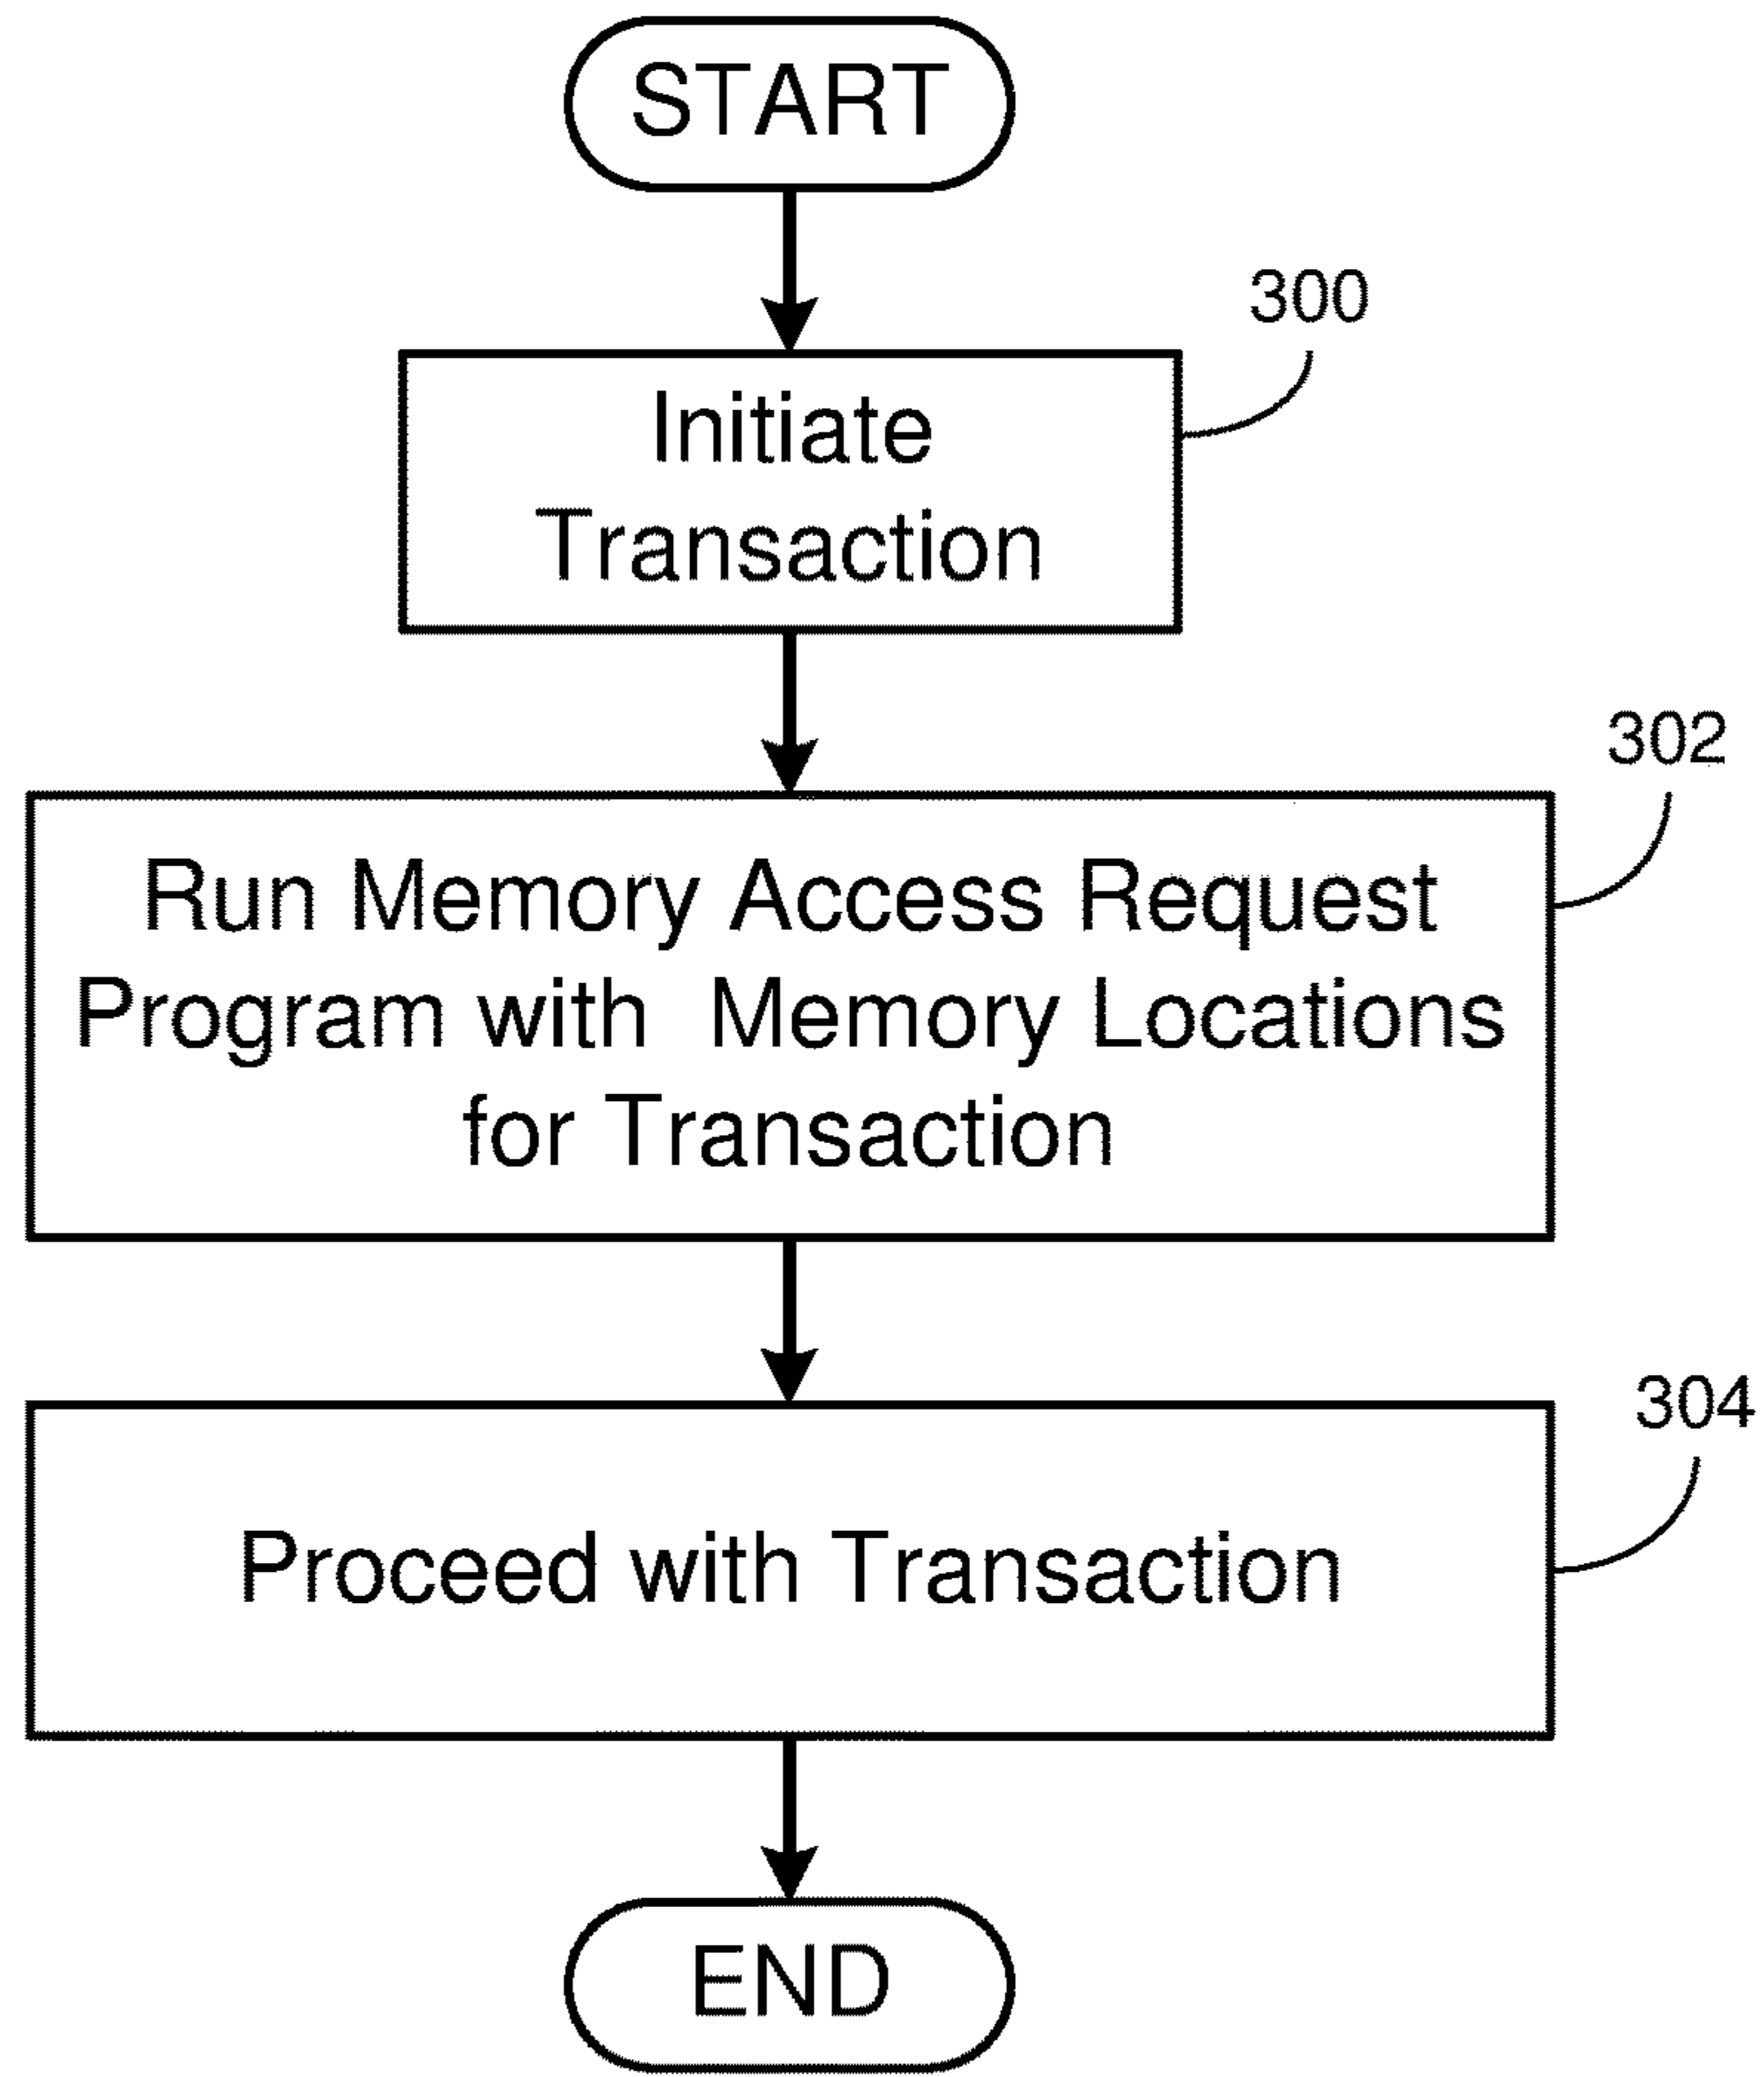 START
300
Initiate
Transaction
302
Run Memory Access Request
Program with Memory Locations
for Transaction
304
Proceed with Transaction
END